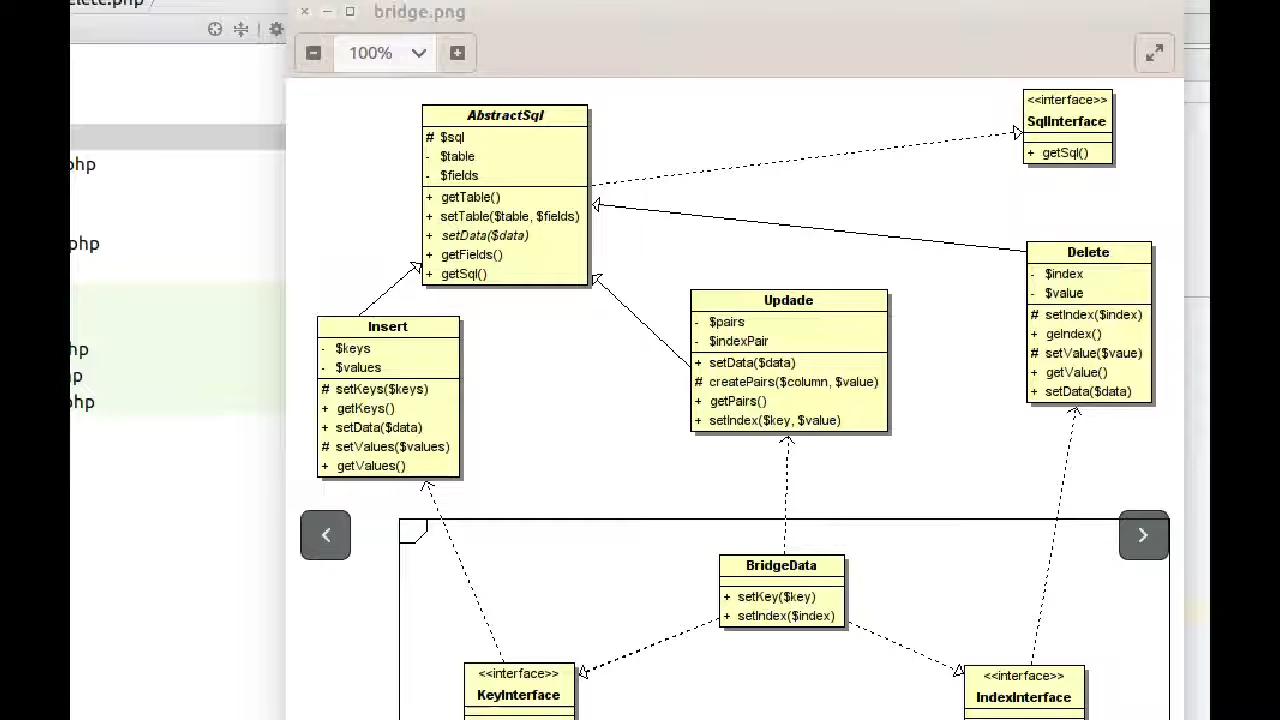 elete.php
bridge.png
100%
php
php
php
p
php
AbstractSql
# $sql
- $table
- $fields
+ getTable()
+ setTable($table, $fields)
+ setData($data)
+ getFields()
+ getSql()
<<interface>>
SqlInterface
+ getSql()
Delete
- $index
- $value
# setIndex($index)
+ geIndex()
# setValue($vaue)
+ getValue()
+ setData($data)
Updade
- $pairs
- $indexPair
+ setData($data)
# createPairs($column, $value)
+ getPairs()
+ setIndex($key, $value)
Insert
- $keys
- $values
# setKeys($keys)
+ getKeys()
+ setData($data)
# setValues($values)
+ getValues()
BridgeData
+ setKey($key)
+ setIndex($index)
<<interface>>
KeyInterface
<<interface>>
IndexInterface